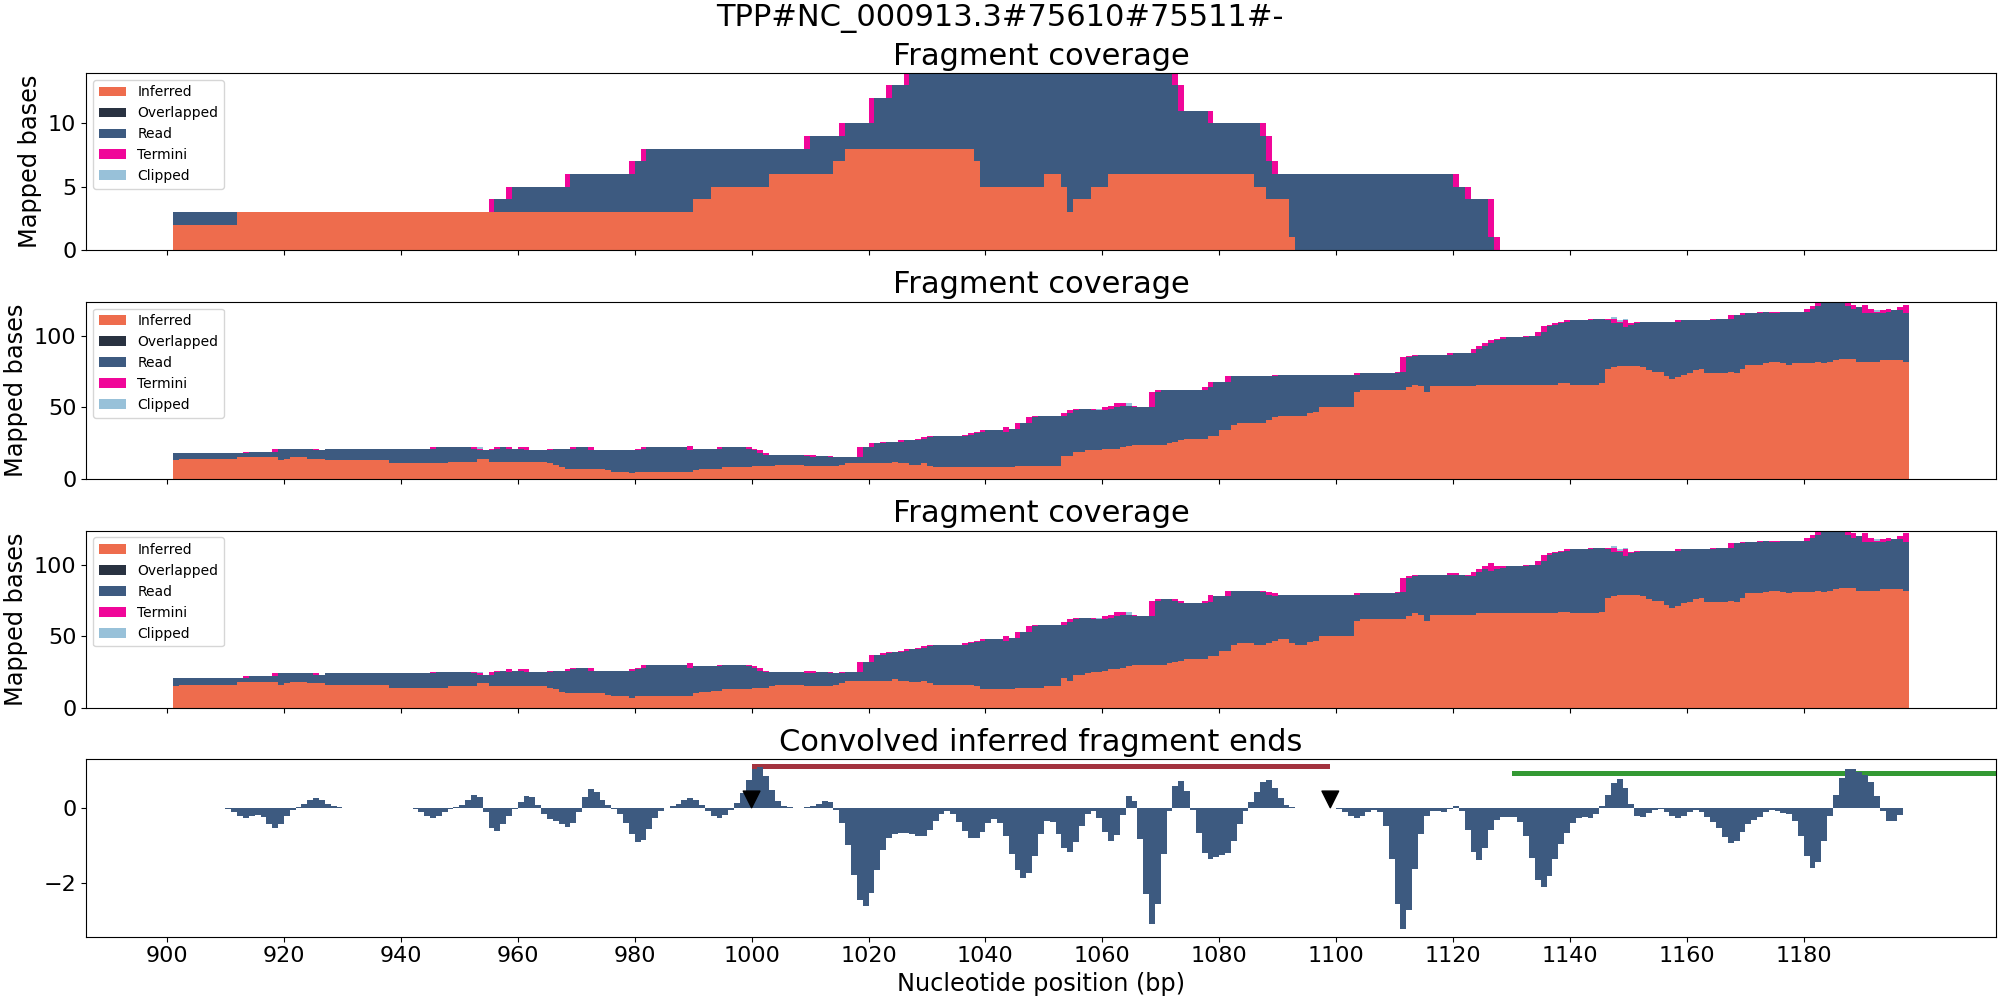 TPP#NC_000913.3#75610#75511#-
Fragment coverage
Mapped bases
10
5
0
Inferred
Overlapped
Read
Termini
Clipped
Fragment coverage
Mapped bases
100
50
0
Inferred
Overlapped
Read
Termini
Clipped
Fragment coverage
Mapped bases
100
50
0
Inferred
Overlapped
Read
Termini
Clipped
Convolved inferred fragment ends
0
−2
900 920 940 960 980 1000 1020 1040 1060 1080 1100 1120 1140 1160 1180
Nucleotide position (bp)